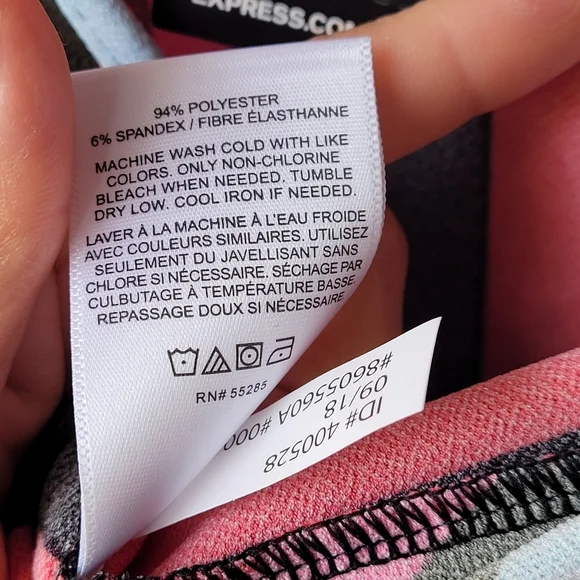 EXPRESS.CO
94% POLYESTER
6% SPANDEX / FIBRE ÉLASTHANNE
MACHINE WASH COLD WITH LIKE
COLORS. ONLY NON-CHLORINE
BLEACH WHEN NEEDED. TUMBLE
DRY LOW. COOL IRON IF NEEDED.
LAVER À LA MACHINE À L'EAU FROIDE
AVEC COULEURS SIMILAIRES. UTILISEZ
SEULEMENT DU JAVELLISANT SANS
CHLORE SI NÉCESSAIRE. SÉCHAGE PAR
CULBUTAGE À TEMPÉRATURE BASSE.
REPASSAGE DOUX SI NÉCESSAIRE
RN# 55285
ID# 400528
09/18
#8605560A #000